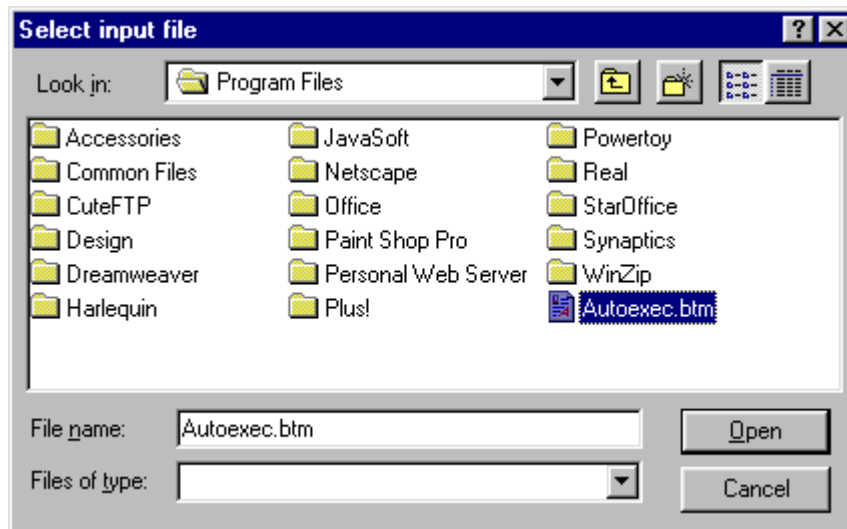 Select input file
Look in: Program Files
Accessories JavaSoft Powertoy
Common Files Netscape Real
CuteFTP Office StarOffice
Design Paint Shop Pro Synaptics
Dreamweaver Personal Web Server WinZip
Harlequin Plus! Autoexec.btm
File name: Autoexec.btm Open
Files of type: Cancel